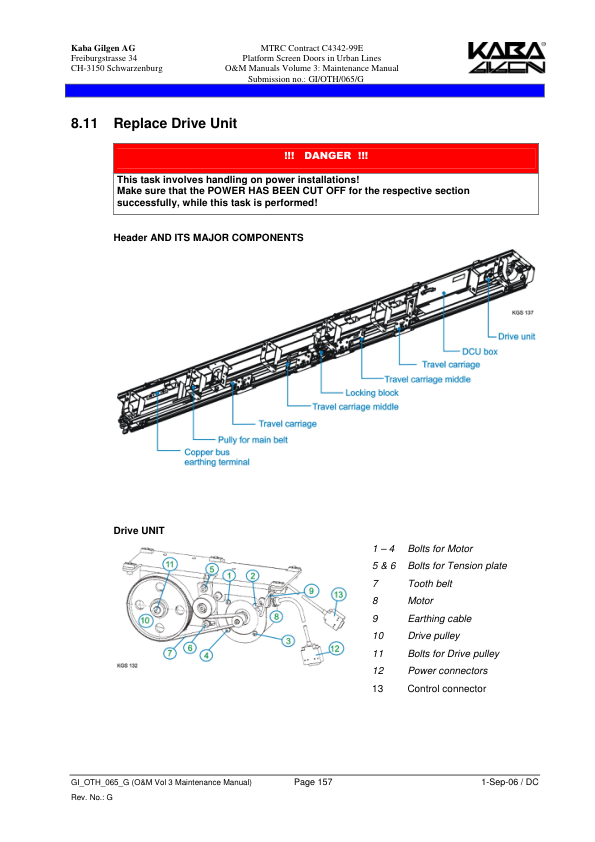 Kaba Gilgen AG
Freiburgstrasse 34
CH-3150 Schwarzenburg
MTRC Contract C4342-99E
Platform Screen Doors in Urban Lines
O&M Manuals Volume 3: Maintenance Manual
Submission no.: GI/OTH/065/G
KABA®
GILGEN
8.11 Replace Drive Unit
!!! DANGER !!!
This task involves handling on power installations!
Make sure that the POWER HAS BEEN CUT OFF for the respective section
successfully, while this task is performed!
Header AND ITS MAJOR COMPONENTS
KGS 137
Drive unit
DCU box
Travel carriage
Travel carriage middle
Locking block
Travel carriage middle
Travel carriage
Pully for main belt
Copper bus
earthing terminal
Drive UNIT
11
5
1
2
9
13
10
8
7
6
4
3
12
KGS 132
1 – 4 Bolts for Motor
5 & 6 Bolts for Tension plate
7 Tooth belt
8 Motor
9 Earthing cable
10 Drive pulley
11 Bolts for Drive pulley
12 Power connectors
13 Control connector
GI_OTH_065_G (O&M Vol 3 Maintenance Manual) Page 157 1-Sep-06 / DC
Rev. No.: G